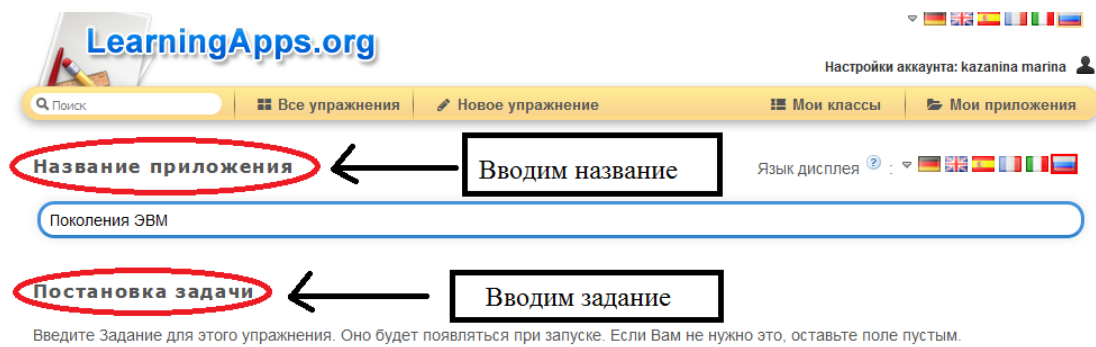 LearningApps.org
Настройки аккаунта: kazanina marina
Поиск
Все упражнения
Новое упражнение
Мои классы
Мои приложения
Название приложения
Вводим название
Язык дисплея ? :
Поколения ЭВМ
Постановка задачи
Вводим задание
Введите Задание для этого упражнения. Оно будет появляться при запуске. Если Вам не нужно это, оставьте поле пустым.